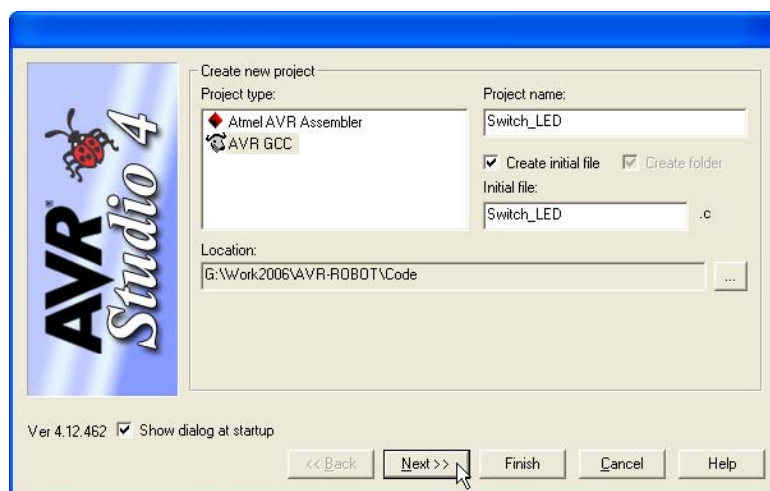 AVR® Studio 4
Create new project
Project type:
Atmel AVR Assembler
AVR GCC
Project name:
Switch_LED
Create initial file Create folder
Initial file:
Switch_LED .c
Location:
G:\Work2006\AVR-ROBOT\Code
...
Ver 4.12.462 Show dialog at startup
<< Back Next >> Finish Cancel Help